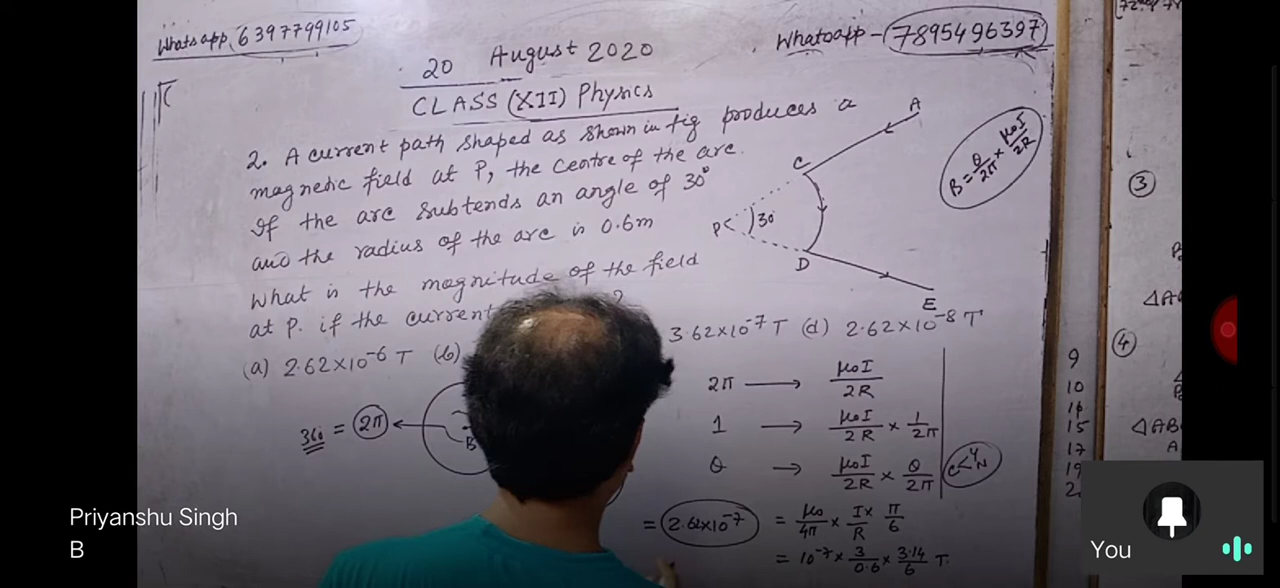 Whatsapp 6397799105
Whatsapp - 7895496397
20 August 2020
CLASS (XII) Physics
2. A current path shaped as shown in fig produces a
magnetic field at P, the centre of the arc.
If the arc subtends an angle of 30°
and the radius of the arc is 0.6m
What is the magnitude of the field
at P. if the current
?
(a) 2.62×10⁻⁶ T (b)
3.62×10⁻⁷ T (d) 2.62×10⁻⁸ T
A
C
P
30
D
E
B = θ/2π × μ₀I/2R
360 = 2π
B
2π → μ₀I/2R
1 → μ₀I/2R × 1/2π
θ → μ₀I/2R × θ/2π
= 2.62×10⁻⁷ = μ₀/4π × I×/R π/6
= 10⁻⁷ × 3/0.6 × 3.14/6 T
3
4
9
10
15
17
Priyanshu Singh
B
You